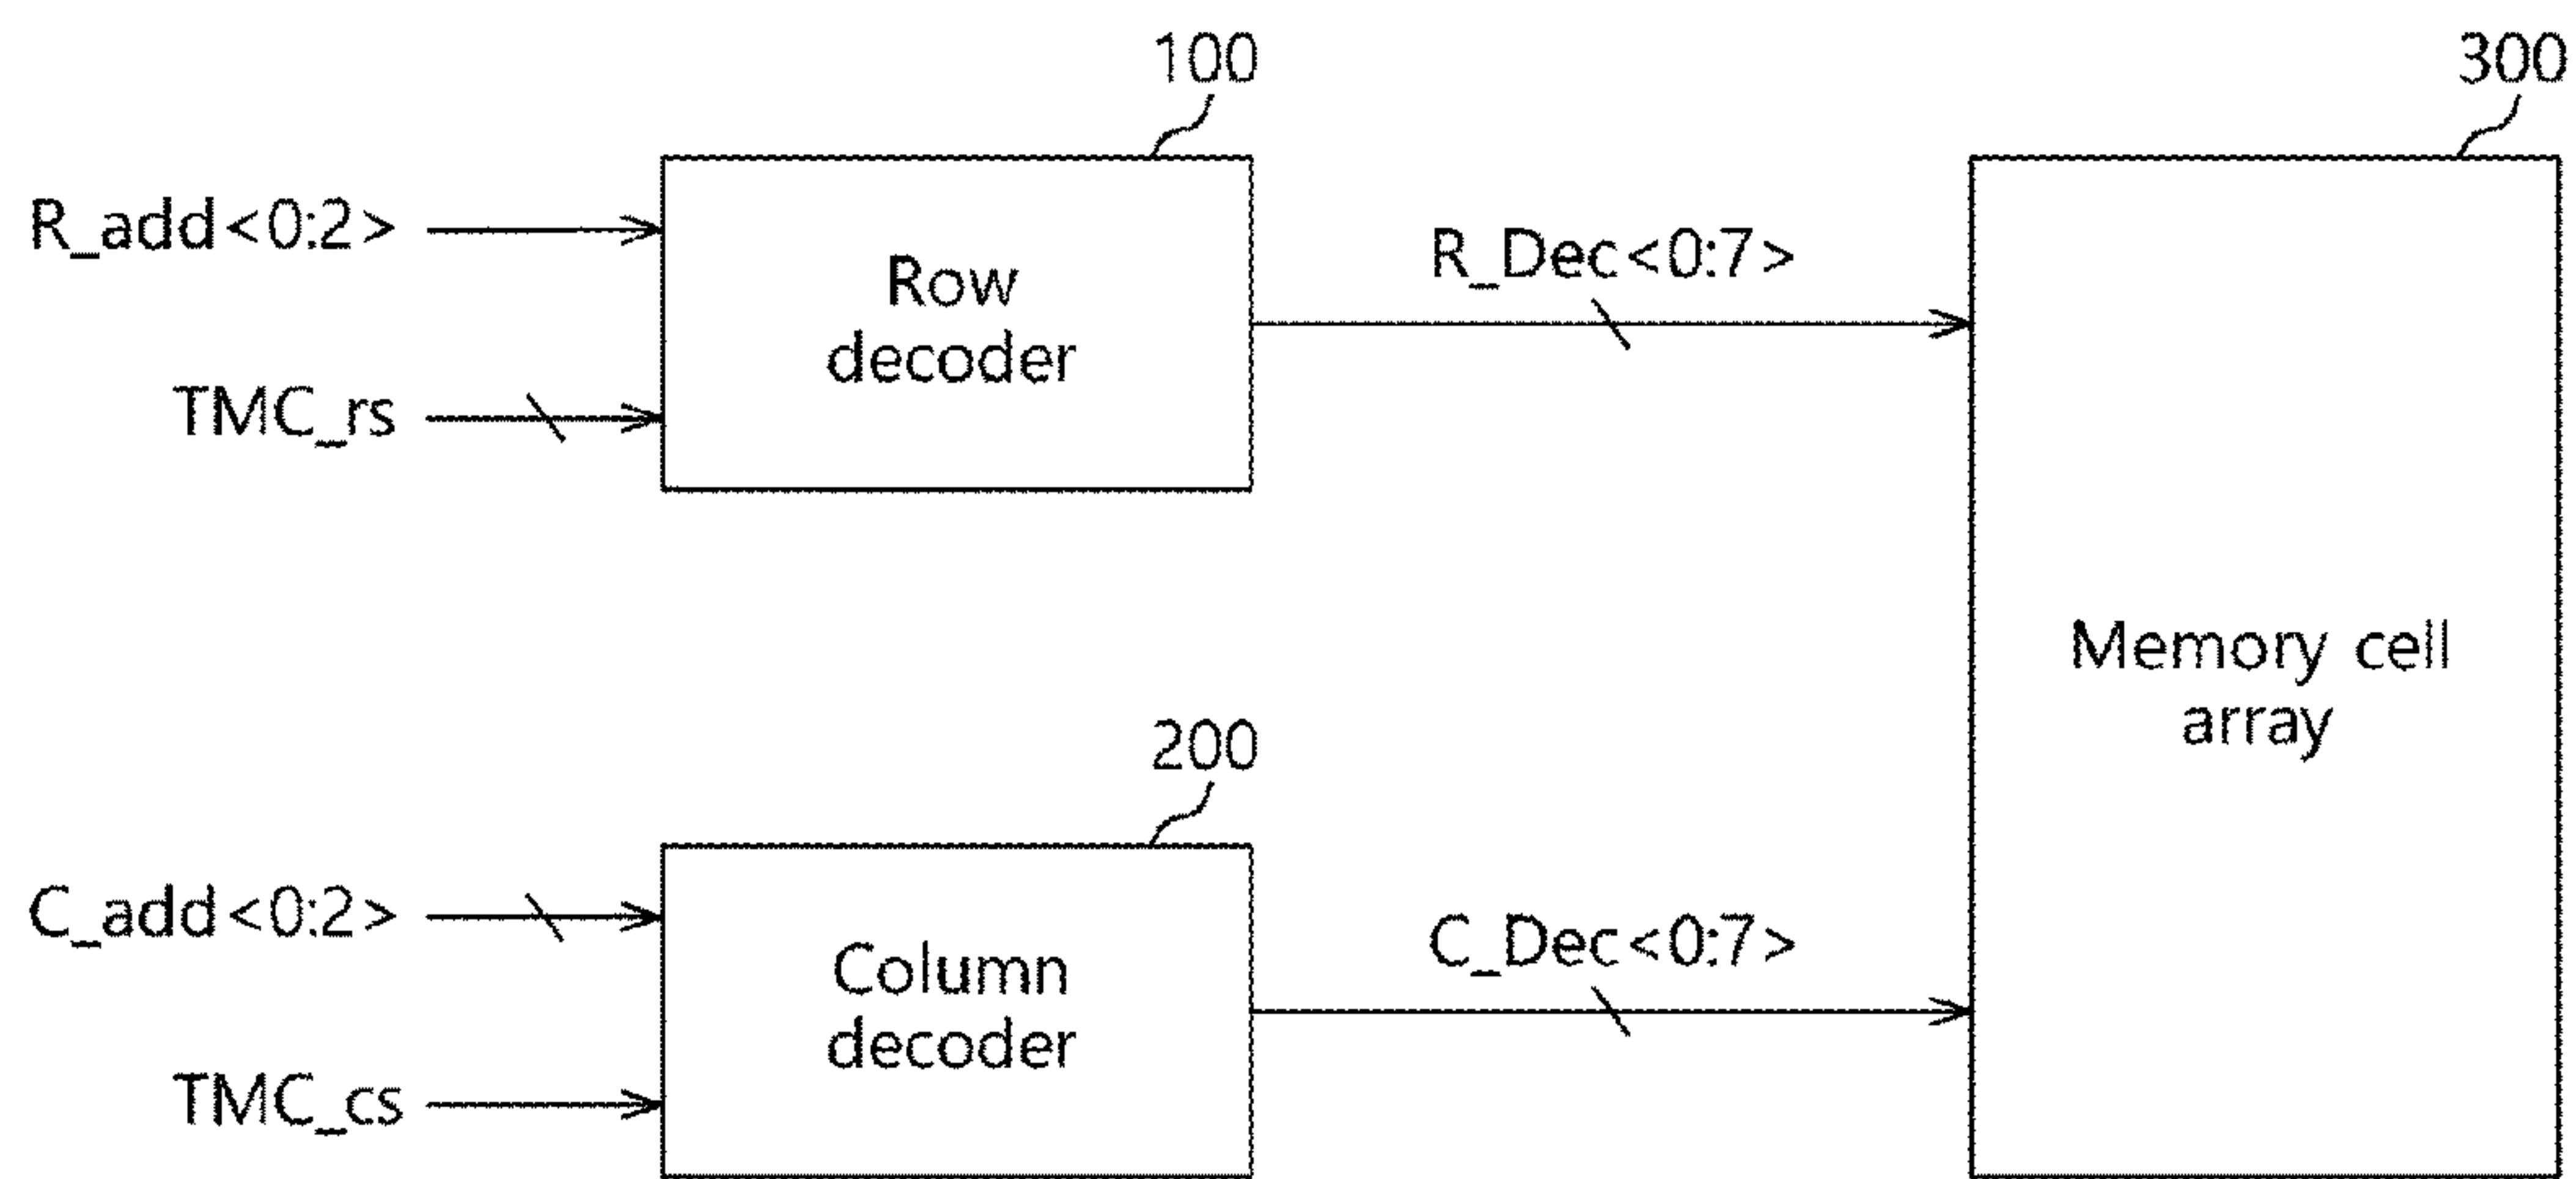 100
300
R_add<0:2>
TMC_rs
Row
decoder
R_Dec<0:7>
Memory cell
array
200
C_add<0:2>
TMC_cs
Column
decoder
C_Dec<0:7>